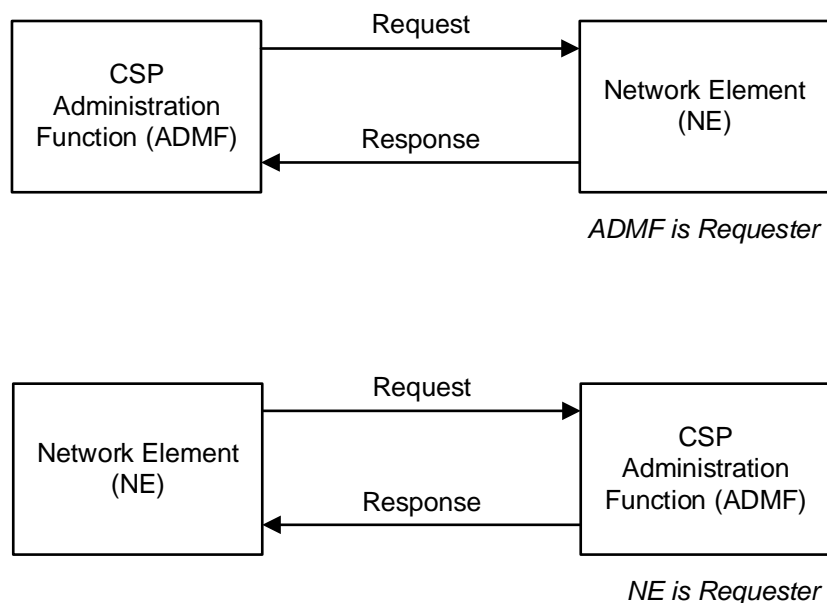 Request
CSP
Administration
Function (ADMF)
Network Element
(NE)
Response
ADMF is Requester
Request
Network Element
(NE)
CSP
Administration
Function (ADMF)
Response
NE is Requester